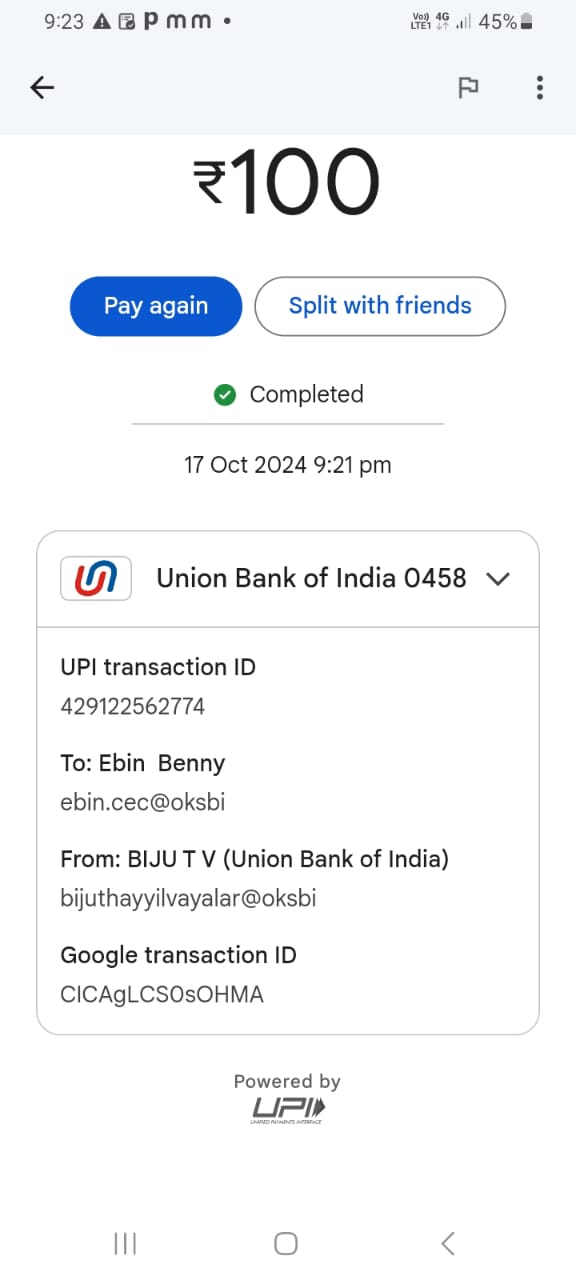 9:23 P m m •
Vo)) 4G LTE1 45%
₹100
Pay again
Split with friends
Completed
17 Oct 2024 9:21 pm
Union Bank of India 0458
UPI transaction ID
429122562774
To: Ebin Benny
ebin.cec@oksbi
From: BIJU T V (Union Bank of India)
bijuthayyilvayalar@oksbi
Google transaction ID
CICAgLCS0sOHMA
Powered by
UPI
UNIFIED PAYMENTS INTERFACE